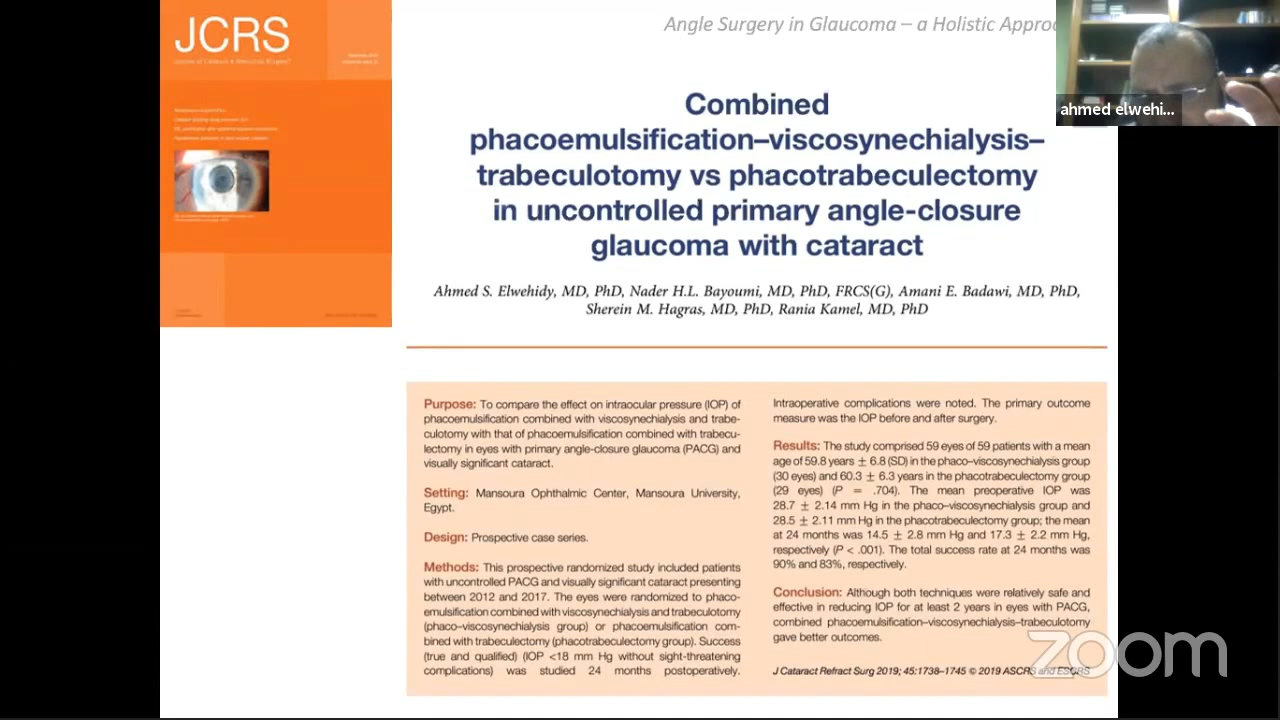 JCRS
Angle Surgery in Glaucoma – a Holistic Approa
ahmed elwehi...
Combined
phacoemulsification–viscosynechialysis–
trabeculotomy vs phacotrabeculectomy
in uncontrolled primary angle-closure
glaucoma with cataract
Ahmed S. Elwehidy, MD, PhD, Nader H.L. Bayoumi, MD, PhD, FRCS(G), Amani E. Badawi, MD, PhD,
Sherein M. Hagras, MD, PhD, Rania Kamel, MD, PhD
Purpose: To compare the effect on intraocular pressure (IOP) of
phacoemulsification combined with viscosynechialysis and trabe-
culotomy with that of phacoemulsification combined with trabecu-
lectomy in eyes with primary angle-closure glaucoma (PACG) and
visually significant cataract.
Setting: Mansoura Ophthalmic Center, Mansoura University,
Egypt.
Design: Prospective case series.
Methods: This prospective randomized study included patients
with uncontrolled PACG and visually significant cataract presenting
between 2012 and 2017. The eyes were randomized to phaco-
emulsification combined with viscosynechialysis and trabeculotomy
(phaco–viscosynechialysis group) or phacoemulsification com-
bined with trabeculectomy (phacotrabeculectomy group). Success
(true and qualified) (IOP <18 mm Hg without sight-threatening
complications) was studied 24 months postoperatively.
Intraoperative complications were noted. The primary outcome
measure was the IOP before and after surgery.
Results: The study comprised 59 eyes of 59 patients with a mean
age of 59.8 years ± 6.8 (SD) in the phaco–viscosynechialysis group
(30 eyes) and 60.3 ± 6.3 years in the phacotrabeculectomy group
(29 eyes) (P = .704). The mean preoperative IOP was
28.7 ± 2.14 mm Hg in the phaco–viscosynechialysis group and
28.5 ± 2.11 mm Hg in the phacotrabeculectomy group; the mean
at 24 months was 14.5 ± 2.8 mm Hg and 17.3 ± 2.2 mm Hg,
respectively (P < .001). The total success rate at 24 months was
90% and 83%, respectively.
Conclusion: Although both techniques were relatively safe and
effective in reducing IOP for at least 2 years in eyes with PACG,
combined phacoemulsification–viscosynechialysis–trabeculotomy
gave better outcomes.
J Cataract Refract Surg 2019; 45:1738–1745 © 2019 ASCRS and ESCRS
zoom